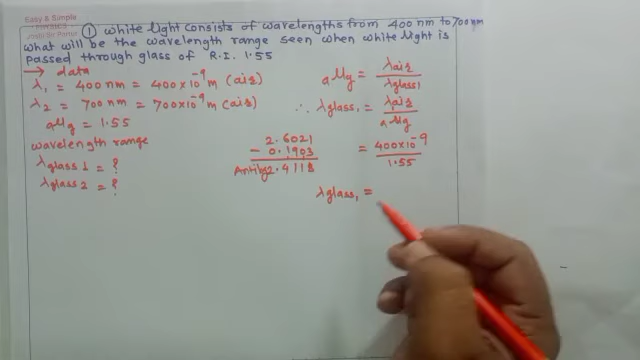 Easy & Simple
PHYSICS
① White light consists of wavelengths from 400 nm to 700 nm
what will be the wavelength range seen when white light is
passed through glass of R.I. 1.55
→ data
λ₁ = 400 nm = 400×10⁻⁹ m (air)
λ₂ = 700 nm = 700×10⁻⁹ m (air)
aμg = 1.55
wavelength range
λglass 1 = ?
λglass 2 = ?
2.6021
- 0.1903
Antilog 2.4118
aμg = λair / λglass1
∴ λglass₁ = λair / aμg
= 400×10⁻⁹ / 1.55
λglass₁ =